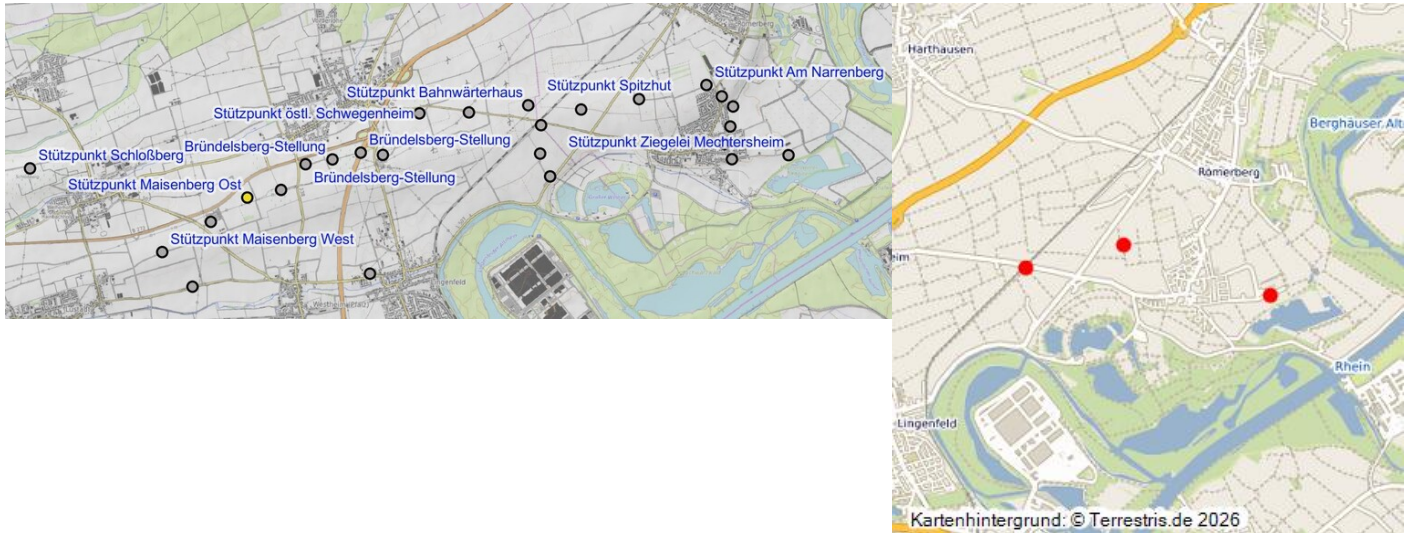 Stützpunkt Am Narrenberg
Stützpunkt Spitzhut
Stützpunkt Bahnwärterhaus
Stützpunkt östl. Schwegenheim
Bründelsberg-Stellung
Bründelsberg-Stellung
Stützpunkt Ziegelei Mechtersheim
Stützpunkt Schloßberg
Bründelsberg-Stellung
Stützpunkt Maisenberg Ost
Stützpunkt Maisenberg West
Harthausen
Berghäuser Alt
Römerberg
eim
Rhein
Lingenfeld
Kartenhintergrund: © Terrestris.de 2026